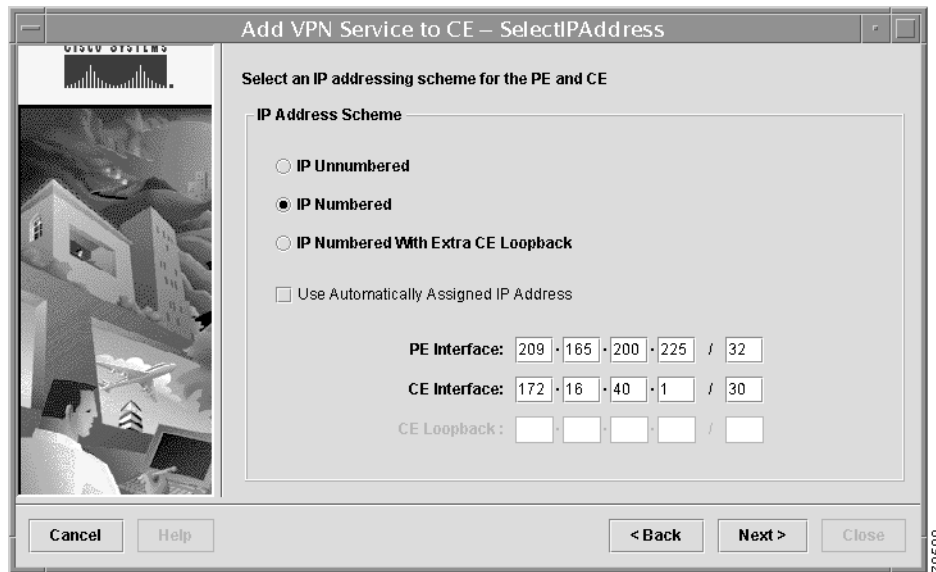 Add VPN Service to CE – SelectIPAddress
CISCO SYSTEMS
Select an IP addressing scheme for the PE and CE
IP Address Scheme
IP Unnumbered
IP Numbered
IP Numbered With Extra CE Loopback
Use Automatically Assigned IP Address
PE Interface: 209 . 165 . 200 . 225 / 32
CE Interface: 172 . 16 . 40 . 1 / 30
CE Loopback : . . . /
Cancel Help < Back Next > Close